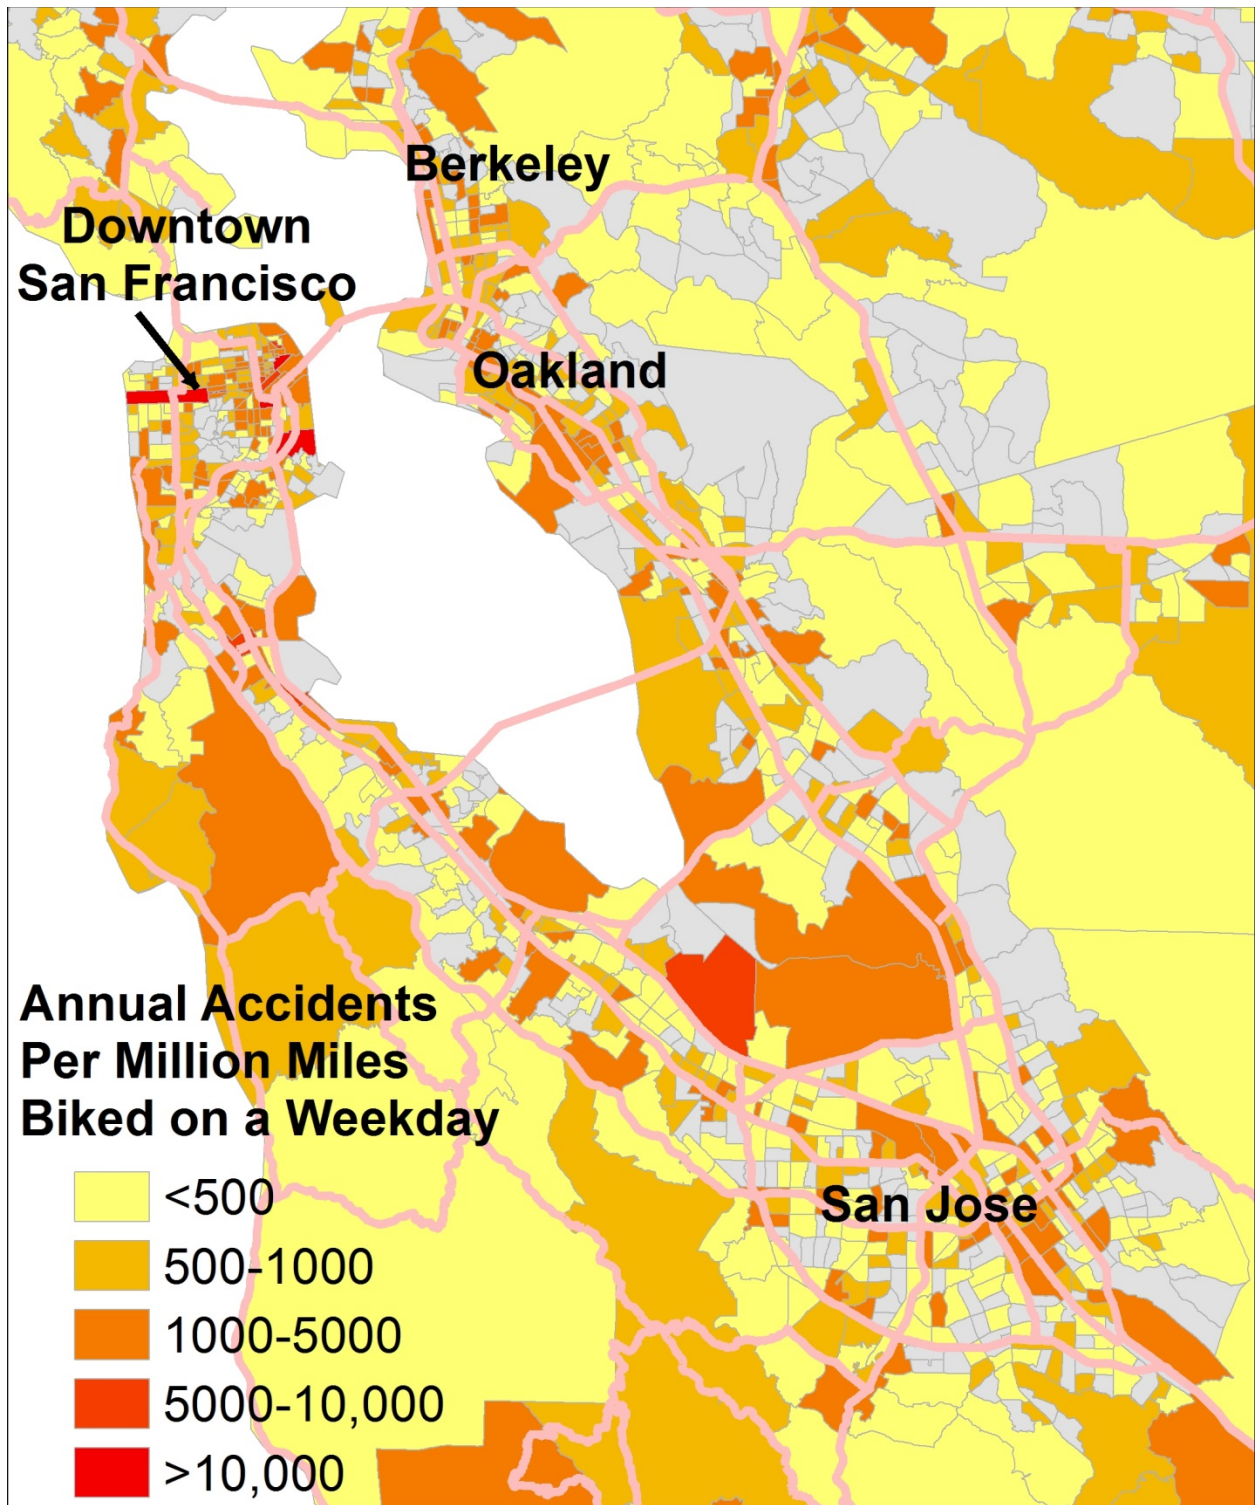 Berkeley
Downtown
San Francisco
Oakland
Annual Accidents
Per Million Miles
Biked on a Weekday
<500
500-1000
1000-5000
5000-10,000
>10,000
San Jose